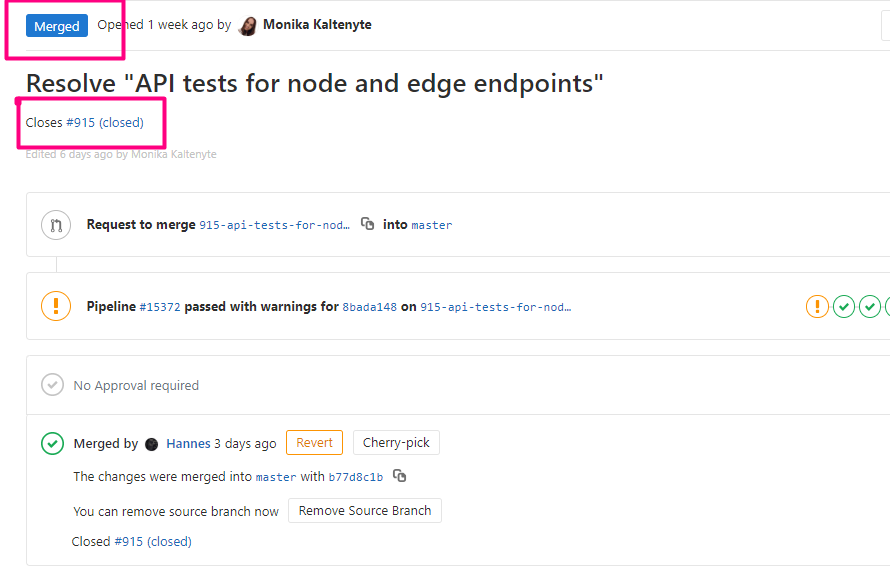 Merged Opened 1 week ago by Monika Kaltenyte
Resolve "API tests for node and edge endpoints"
Closes #915 (closed)
Edited 6 days ago by Monika Kaltenyte
Request to merge 915-api-tests-for-nod… into master
Pipeline #15372 passed with warnings for 8bada148 on 915-api-tests-for-nod…
No Approval required
Merged by Hannes 3 days ago Revert Cherry-pick
The changes were merged into master with b77d8c1b
You can remove source branch now Remove Source Branch
Closed #915 (closed)